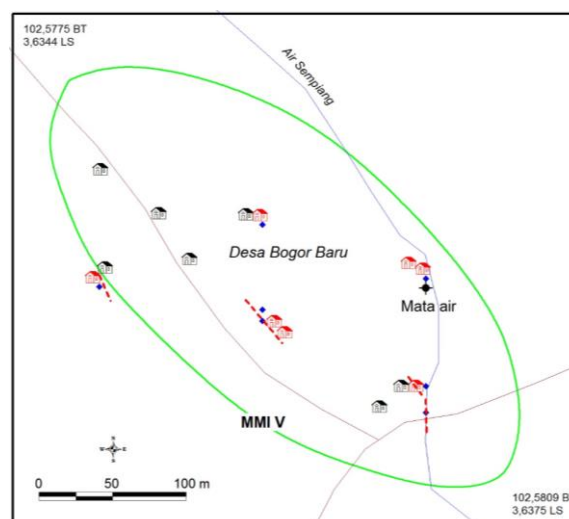 102,5775 BT
3,6344 LS
Air Sempiang
Desa Bogor Baru
Mata air
MMI V
0 50 100 m
102,5809 B
3,6375 LS